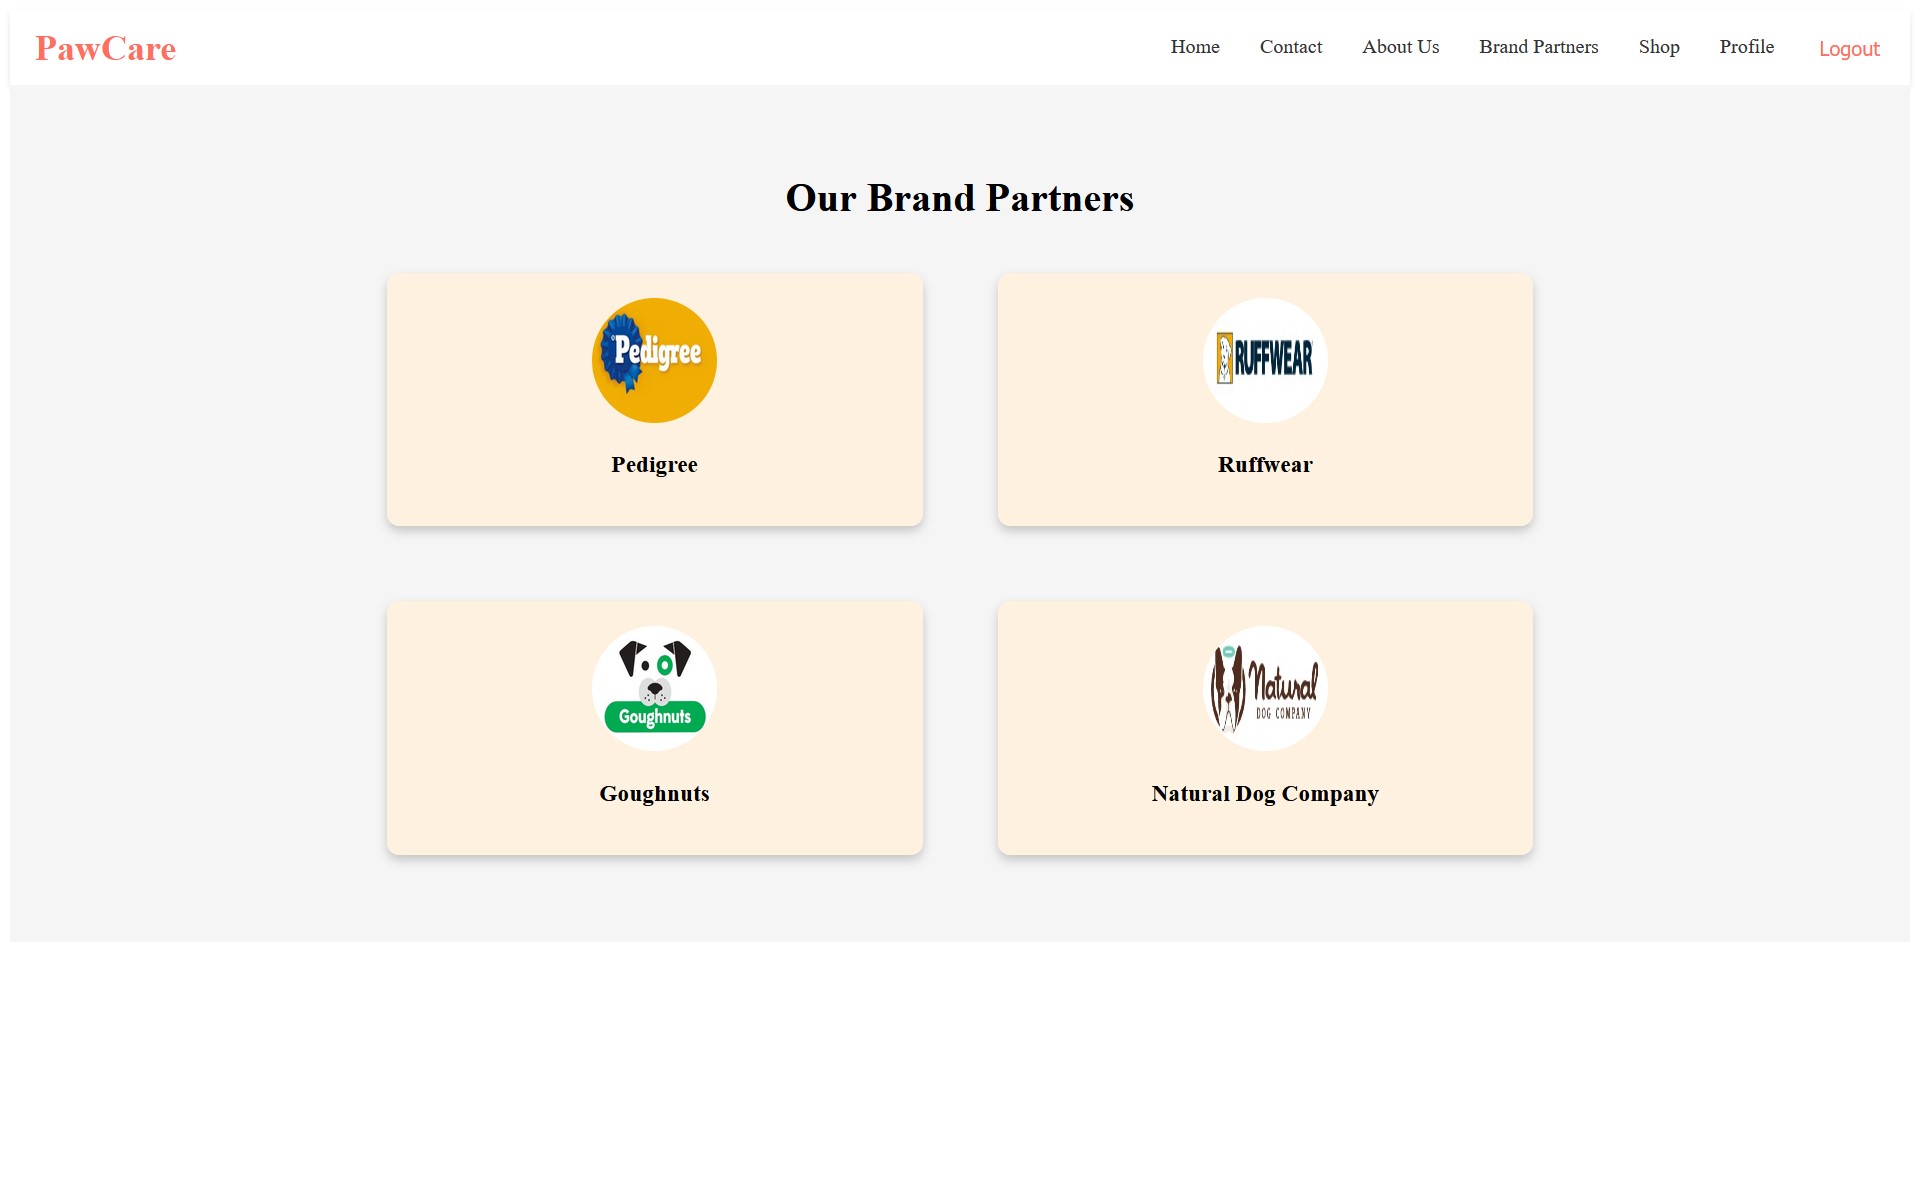 PawCare
Home Contact About Us Brand Partners Shop Profile Logout
Our Brand Partners
Pedigree
RUFFWEAR
Pedigree
Ruffwear
Goughnuts
Natural
DOG COMPANY
Goughnuts
Natural Dog Company